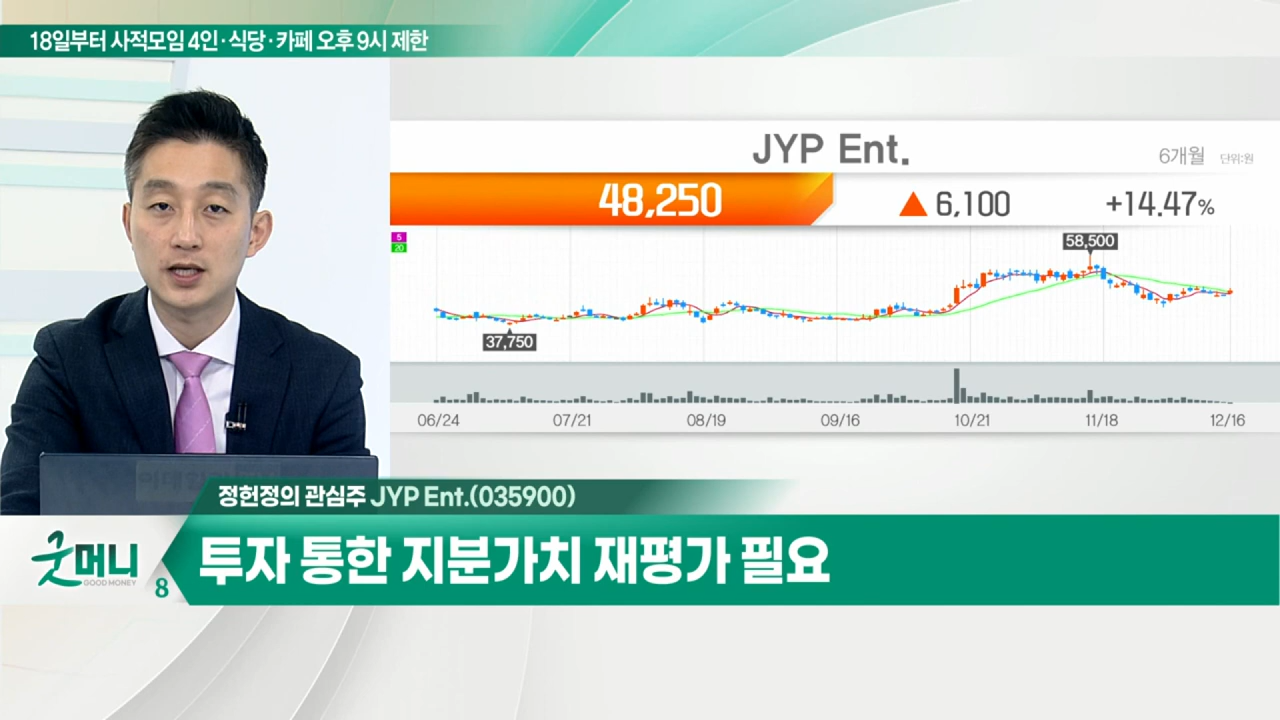 18일부터 사적모임 4인·식당·카페 오후 9시 제한
JYP Ent.
6개월 단위:원
48,250 ▲ 6,100 +14.47%
5
20
58,500
37,750
06/24 07/21 08/19 09/16 10/21 11/18 12/16
정헌정의 관심주 JYP Ent.(035900)
굿머니
GOOD MONEY
8
투자 통한 지분가치 재평가 필요